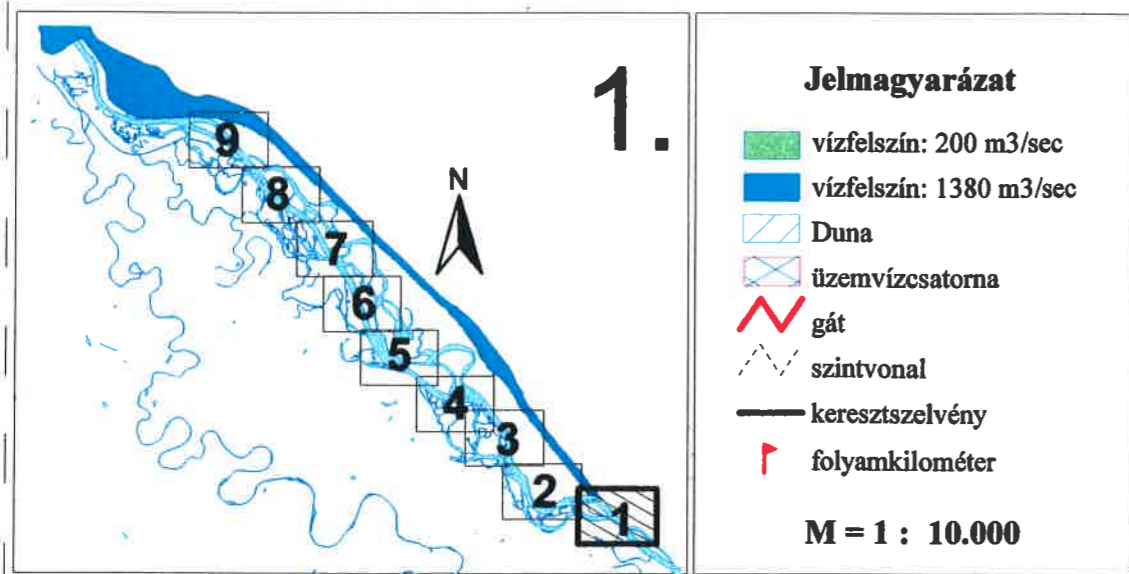 1.
N
9
8
7
6
5
4
3
2
1
Jelmagyarázat
vízfelszín: 200 m3/sec
vízfelszín: 1380 m3/sec
Duna
üzemvízcsatorna
gát
szintvonal
keresztszelvény
folyamkilométer
M = 1 : 10.000